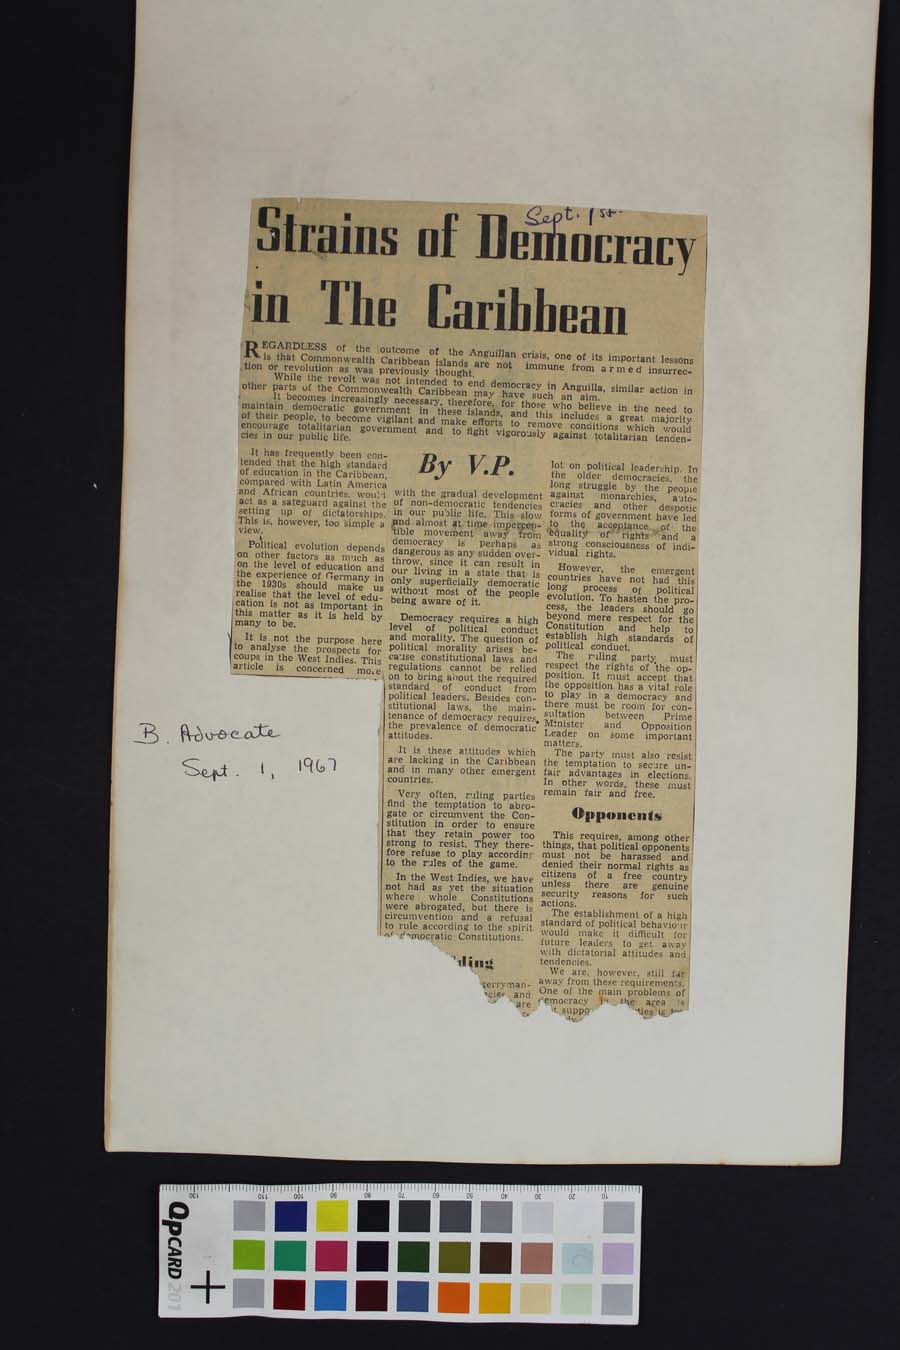 Sept. 1st.
Strains of Democracy
in The Caribbean
REGARDLESS of the outcome of the Anguillan crisis, one of its important lessons
is that Commonwealth Caribbean islands are not immune from armed insurrec-
tion or revolution as was previously thought.
While the revolt was not intended to end democracy in Anguilla, similar action in
other parts of the Commonwealth Caribbean may have such an aim.
It becomes increasingly necessary, therefore, for those who believe in the need to
maintain democratic government in these islands, and this includes a great majority
of their people, to become vigilant and make efforts to remove conditions which would
encourage totalitarian government and to fight vigorously against totalitarian tenden-
cies in our public life.
It has frequently been con-
tended that the high standard
of education in the Caribbean,
compared with Latin America
and African countries, would
act as a safeguard against the
setting up of dictatorships.
This is, however, too simple a
view.
Political evolution depends
on other factors as much as
on the level of education and
the experience of Germany in
the 1930s should make us
realise that the level of edu-
cation is not as important in
this matter as it is held by
many to be.
It is not the purpose here
to analyse the prospects for
coups in the West Indies. This
article is concerned more
By V.P.
with the gradual development
of non-democratic tendencies
in our public life. This slow
and almost at time impercep-
tible movement away from
democracy is perhaps as
dangerous as any sudden over-
throw, since it can result in
our living in a state that is
only superficially democratic
without most of the people
being aware of it.
Democracy requires a high
level of political conduct
and morality. The question of
political morality arises be-
cause constitutional laws and
regulations cannot be relied
on to bring about the required
standard of conduct from
political leaders. Besides con-
stitutional laws, the main-
tenance of democracy requires
the prevalence of democratic
attitudes.
It is these attitudes which
are lacking in the Caribbean
and in many other emergent
countries.
Very often, ruling parties
find the temptation to abro-
gate or circumvent the Con-
stitution in order to ensure
that they retain power too
strong to resist. They there-
fore refuse to play according
to the rules of the game.
In the West Indies, we have
not had as yet the situation
where whole Constitutions
were abrogated, but there is
circumvention and a refusal
to rule according to the spirit
of democratic Constitutions.
ding
gerryman-
cies and
are
lot on political leadership. In
the older democracies, the
long struggle by the people
against monarchies, auto-
cracies and other despotic
forms of government have led
to the acceptance of the
equality of rights and a
strong consciousness of indi-
vidual rights.
However, the emergent
countries have not had this
long process of political
evolution. To hasten the pro-
cess, the leaders should go
beyond mere respect for the
Constitution and help to
establish high standards of
political conduct.
The ruling party must
respect the rights of the op-
position. It must accept that
the opposition has a vital role
to play in a democracy and
there must be room for con-
sultation between Prime
Minister and Opposition
Leader on some important
matters.
The party must also resist
the temptation to secure un-
fair advantages in elections.
In other words, these must
remain fair and free.
Opponents
This requires, among other
things, that political opponents
must not be harassed and
denied their normal rights as
citizens of a free country
unless there are genuine
security reasons for such
actions.
The establishment of a high
standard of political behaviour
would make it difficult for
future leaders to get away
with dictatorial attitudes and
tendencies.
We are, however, still far
away from these requirements.
One of the main problems of
democracy in the area is
suppo ties is
B. Advocate
Sept. 1, 1967
130 110 100 90 80 70 60 50 40 30 20 10
QPCARD 201